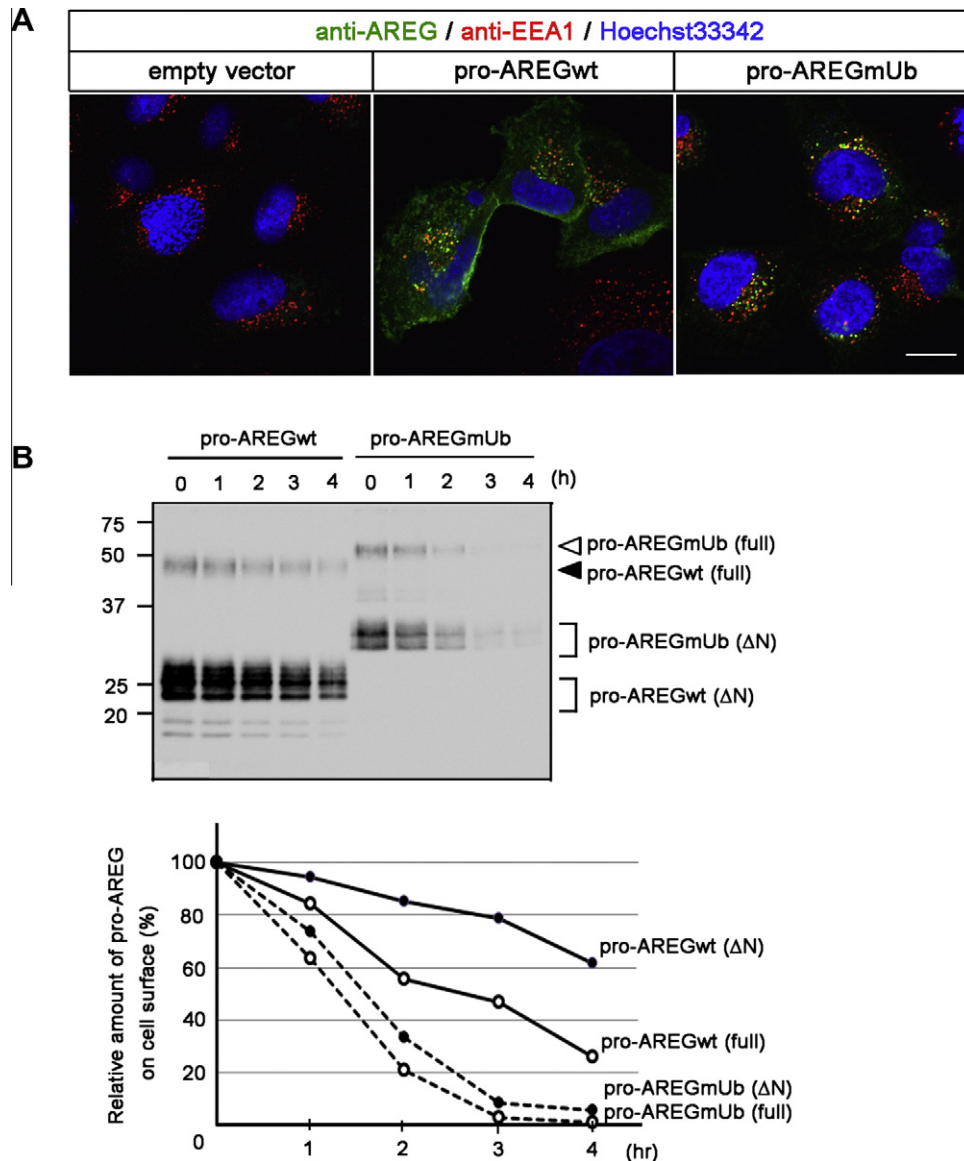 A
anti-AREG / anti-EEA1 / Hoechst33342
empty vector pro-AREGwt pro-AREGmUb
B
pro-AREGwt pro-AREGmUb
0 1 2 3 4 0 1 2 3 4 (h)
75
50
37
25
20
pro-AREGmUb (full)
pro-AREGwt (full)
pro-AREGmUb (ΔN)
pro-AREGwt (ΔN)
Relative amount of pro-AREG
on cell surface (%)
100
80
60
40
20
0
pro-AREGwt (ΔN)
pro-AREGwt (full)
pro-AREGmUb (ΔN)
pro-AREGmUb (full)
1 2 3 4 (hr)